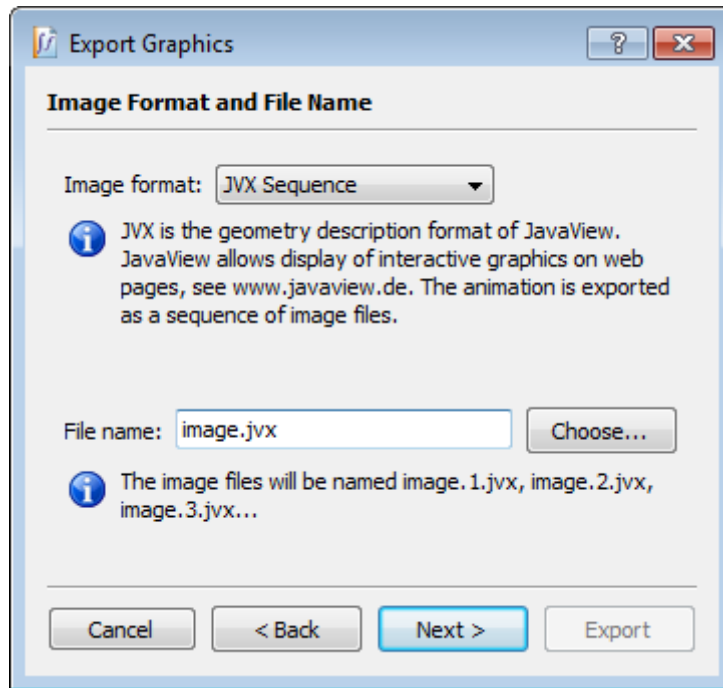 Export Graphics
Image Format and File Name
Image format: JVX Sequence
JVX is the geometry description format of JavaView.
JavaView allows display of interactive graphics on web
pages, see www.javaview.de. The animation is exported
as a sequence of image files.
File name: image.jvx Choose...
The image files will be named image.1.jvx, image.2.jvx,
image.3.jvx...
Cancel < Back Next > Export